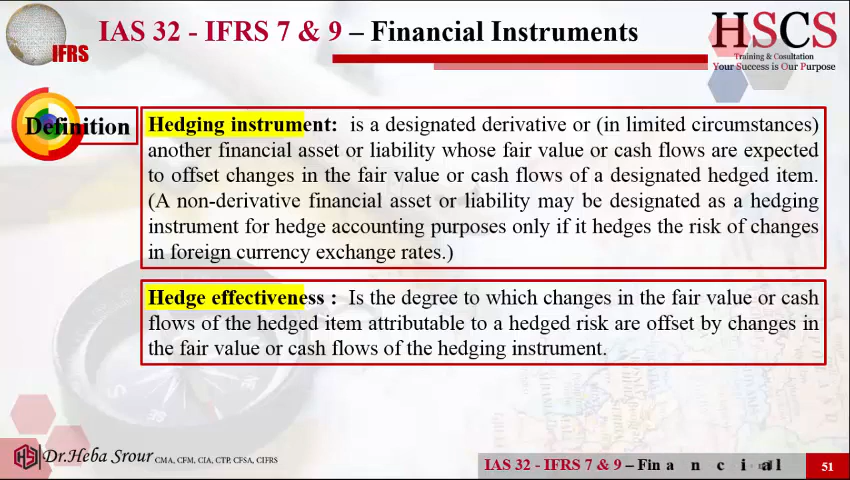 IAS 32 - IFRS 7 & 9 – Financial Instruments
IFRS
HSCS
Training & Cosultation
Your Success is Our Purpose
Definition
Hedging instrument: is a designated derivative or (in limited circumstances)
another financial asset or liability whose fair value or cash flows are expected
to offset changes in the fair value or cash flows of a designated hedged item.
(A non-derivative financial asset or liability may be designated as a hedging
instrument for hedge accounting purposes only if it hedges the risk of changes
in foreign currency exchange rates.)
Hedge effectiveness : Is the degree to which changes in the fair value or cash
flows of the hedged item attributable to a hedged risk are offset by changes in
the fair value or cash flows of the hedging instrument.
Dr.Heba Srour CMA, CFM, CIA, CTP, CFSA, CIFRS
IAS 32 - IFRS 7 & 9 – Financial
51